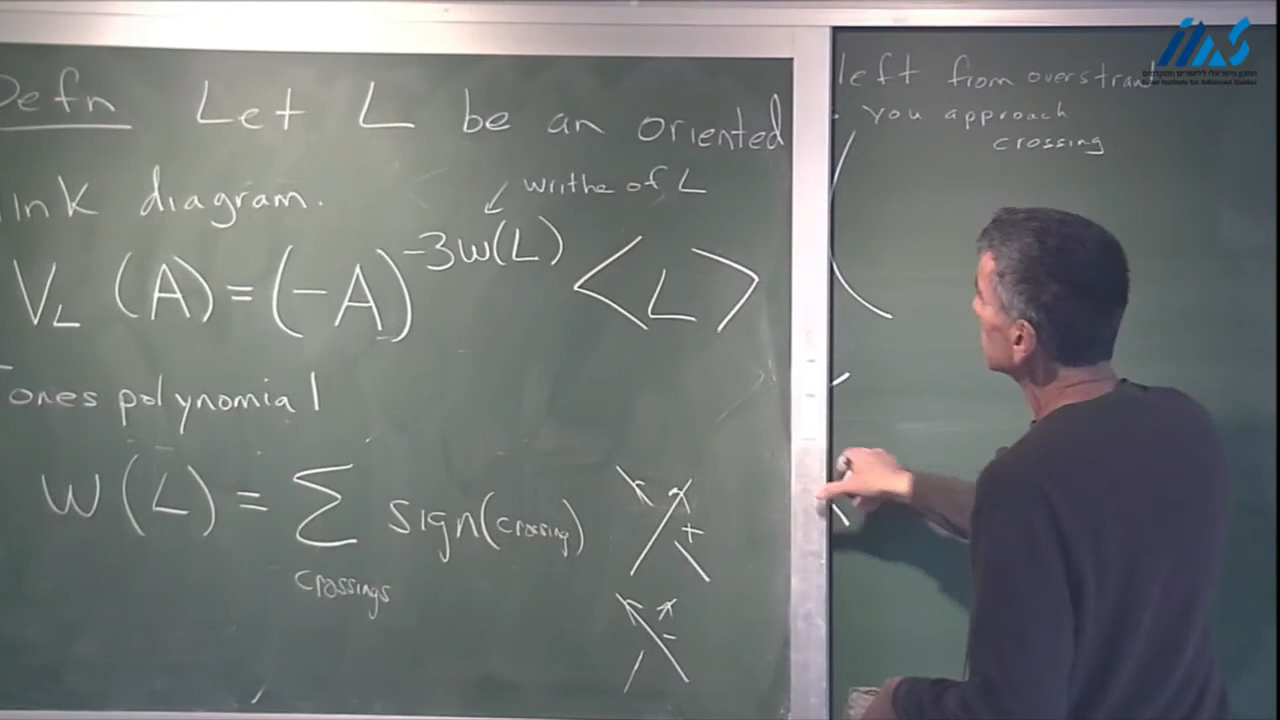 Defn Let L be an oriented
link diagram.
writhe of L
V_L (A) = (-A)^{-3w(L)} <L>
Jones polynomial
w(L) = ∑ sign(crossing)
crossings
+
-
left from overstrand
you approach
crossing